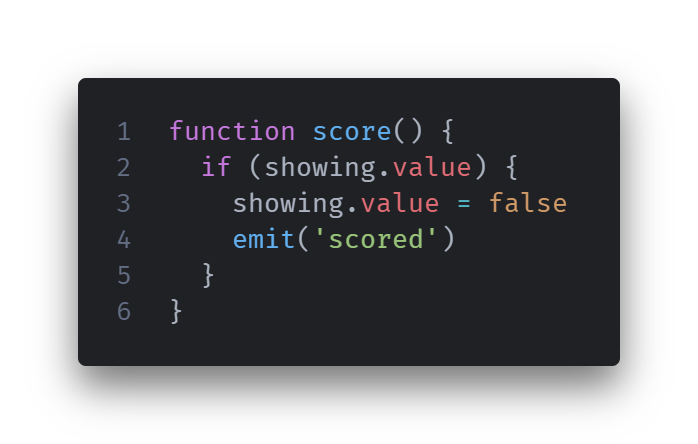 1 function score() {
2   if (showing.value) {
3     showing.value = false
4     emit('scored')
5   }
6 }